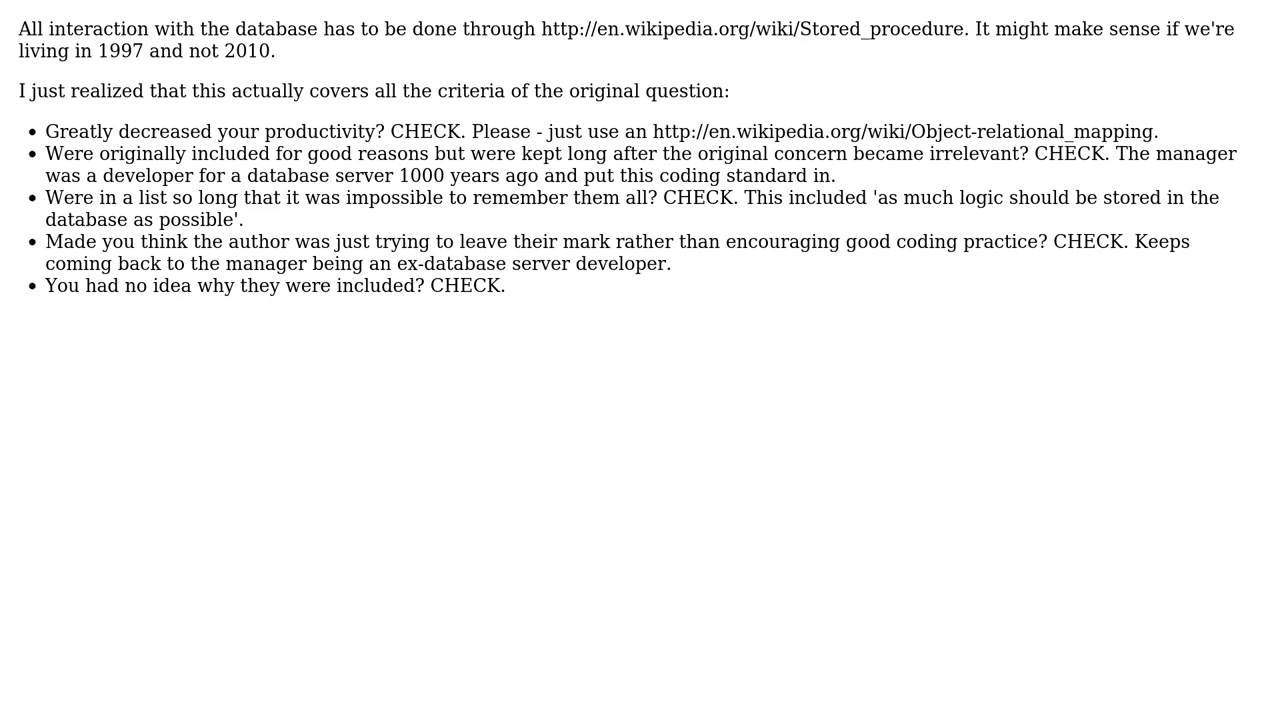 All interaction with the database has to be done through http://en.wikipedia.org/wiki/Stored_procedure. It might make sense if we're
living in 1997 and not 2010.
I just realized that this actually covers all the criteria of the original question:
• Greatly decreased your productivity? CHECK. Please - just use an http://en.wikipedia.org/wiki/Object-relational_mapping.
• Were originally included for good reasons but were kept long after the original concern became irrelevant? CHECK. The manager
was a developer for a database server 1000 years ago and put this coding standard in.
• Were in a list so long that it was impossible to remember them all? CHECK. This included 'as much logic should be stored in the
database as possible'.
• Made you think the author was just trying to leave their mark rather than encouraging good coding practice? CHECK. Keeps
coming back to the manager being an ex-database server developer.
• You had no idea why they were included? CHECK.